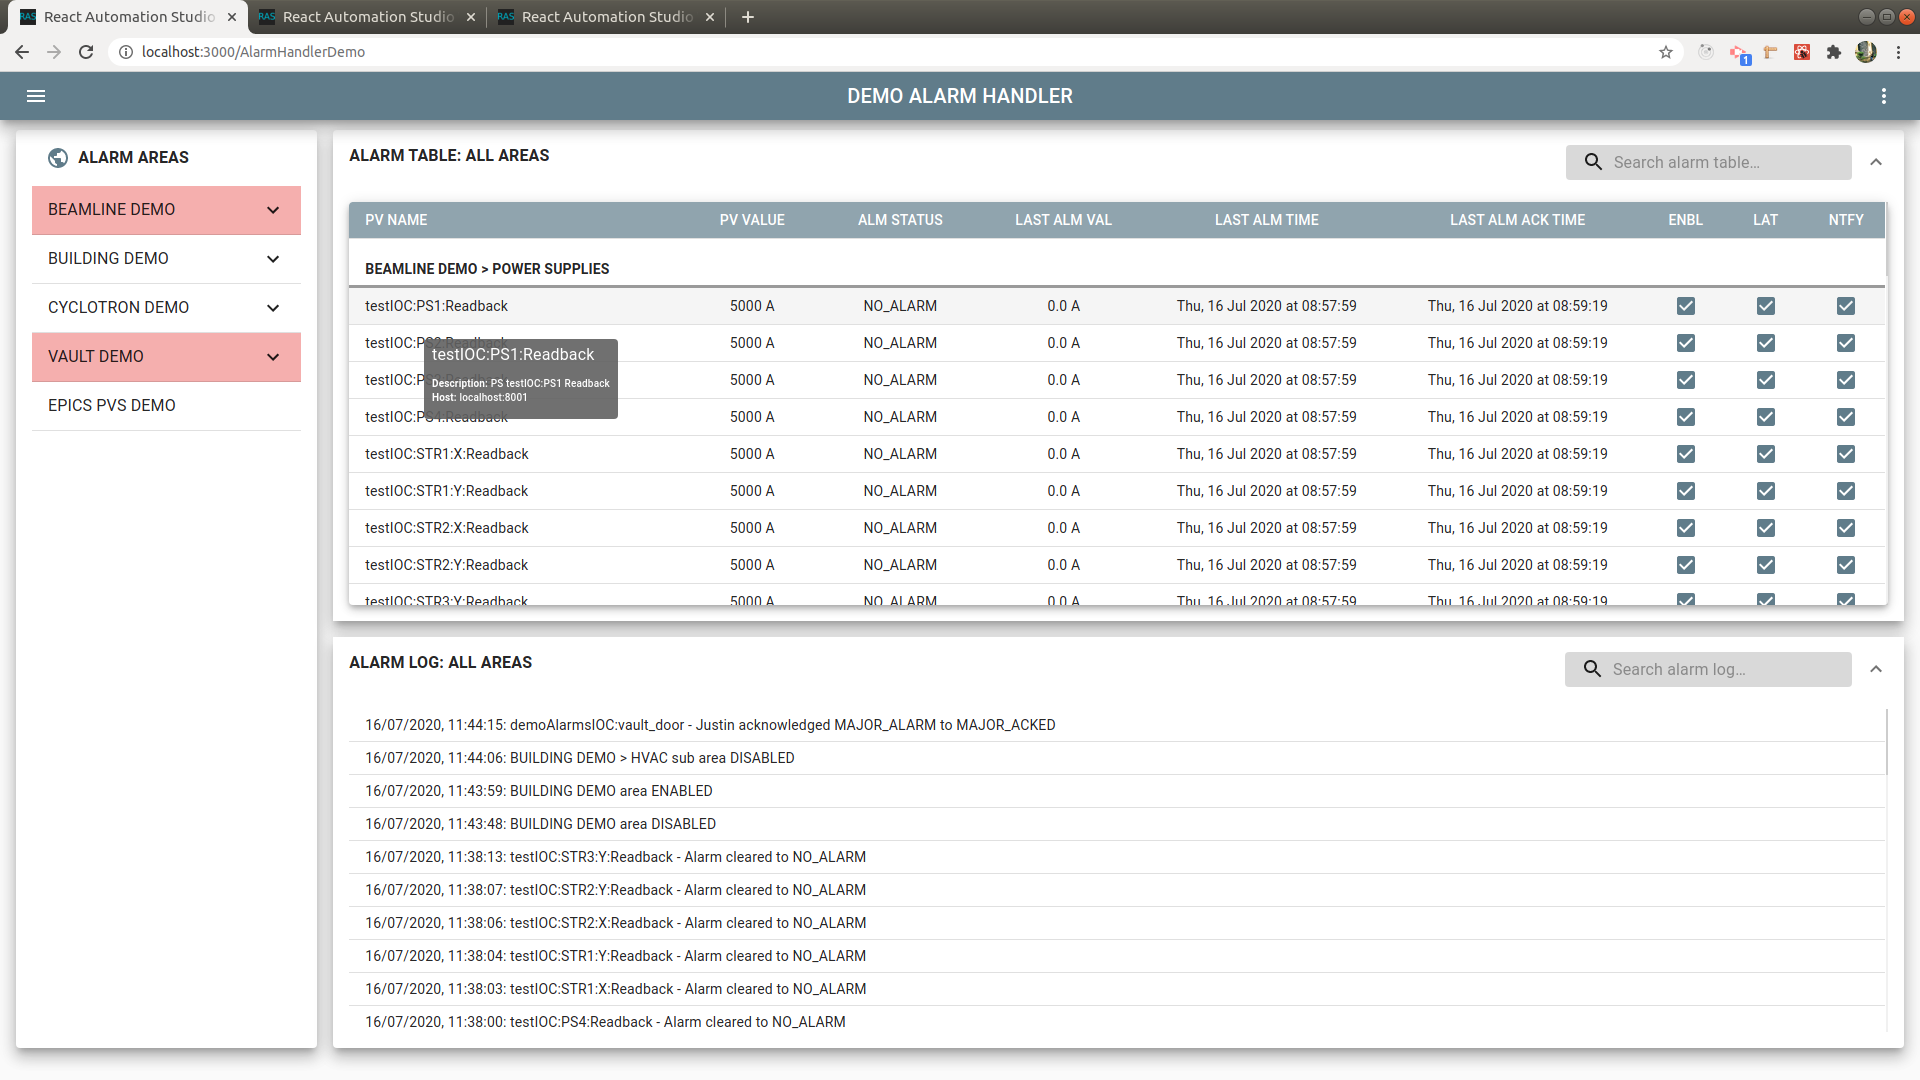 React Automation Studio
RAS React Automation Studio
RAS React Automation Studio
localhost:3000/AlarmHandlerDemo
1
DEMO ALARM HANDLER
ALARM AREAS
BEAMLINE DEMO
BUILDING DEMO
CYCLOTRON DEMO
VAULT DEMO
EPICS PVS DEMO
ALARM TABLE: ALL AREAS
Search alarm table...
PV NAME PV VALUE ALM STATUS LAST ALM VAL LAST ALM TIME LAST ALM ACK TIME ENBL LAT NTFY
BEAMLINE DEMO > POWER SUPPLIES
testIOC:PS1:Readback 5000 A NO_ALARM 0.0 A Thu, 16 Jul 2020 at 08:57:59 Thu, 16 Jul 2020 at 08:59:19
testIOC:PS2:Readback 5000 A NO_ALARM 0.0 A Thu, 16 Jul 2020 at 08:57:59 Thu, 16 Jul 2020 at 08:59:19
testIOC:PS3:Readback 5000 A NO_ALARM 0.0 A Thu, 16 Jul 2020 at 08:57:59 Thu, 16 Jul 2020 at 08:59:19
testIOC:PS4:Readback 5000 A NO_ALARM 0.0 A Thu, 16 Jul 2020 at 08:57:59 Thu, 16 Jul 2020 at 08:59:19
testIOC:PS1:Readback
Description: PS testIOC:PS1 Readback
Host: localhost:8001
testIOC:STR1:X:Readback 5000 A NO_ALARM 0.0 A Thu, 16 Jul 2020 at 08:57:59 Thu, 16 Jul 2020 at 08:59:19
testIOC:STR1:Y:Readback 5000 A NO_ALARM 0.0 A Thu, 16 Jul 2020 at 08:57:59 Thu, 16 Jul 2020 at 08:59:19
testIOC:STR2:X:Readback 5000 A NO_ALARM 0.0 A Thu, 16 Jul 2020 at 08:57:59 Thu, 16 Jul 2020 at 08:59:19
testIOC:STR2:Y:Readback 5000 A NO_ALARM 0.0 A Thu, 16 Jul 2020 at 08:57:59 Thu, 16 Jul 2020 at 08:59:19
testIOC:STR3:Y:Readback 5000 A NO_ALARM 0.0 A Thu, 16 Jul 2020 at 08:57:59 Thu, 16 Jul 2020 at 08:59:19
ALARM LOG: ALL AREAS
Search alarm log...
16/07/2020, 11:44:15: demoAlarmsIOC:vault_door - Justin acknowledged MAJOR_ALARM to MAJOR_ACKED
16/07/2020, 11:44:06: BUILDING DEMO > HVAC sub area DISABLED
16/07/2020, 11:43:59: BUILDING DEMO area ENABLED
16/07/2020, 11:43:48: BUILDING DEMO area DISABLED
16/07/2020, 11:38:13: testIOC:STR3:Y:Readback - Alarm cleared to NO_ALARM
16/07/2020, 11:38:07: testIOC:STR2:Y:Readback - Alarm cleared to NO_ALARM
16/07/2020, 11:38:06: testIOC:STR2:X:Readback - Alarm cleared to NO_ALARM
16/07/2020, 11:38:04: testIOC:STR1:Y:Readback - Alarm cleared to NO_ALARM
16/07/2020, 11:38:03: testIOC:STR1:X:Readback - Alarm cleared to NO_ALARM
16/07/2020, 11:38:00: testIOC:PS4:Readback - Alarm cleared to NO_ALARM